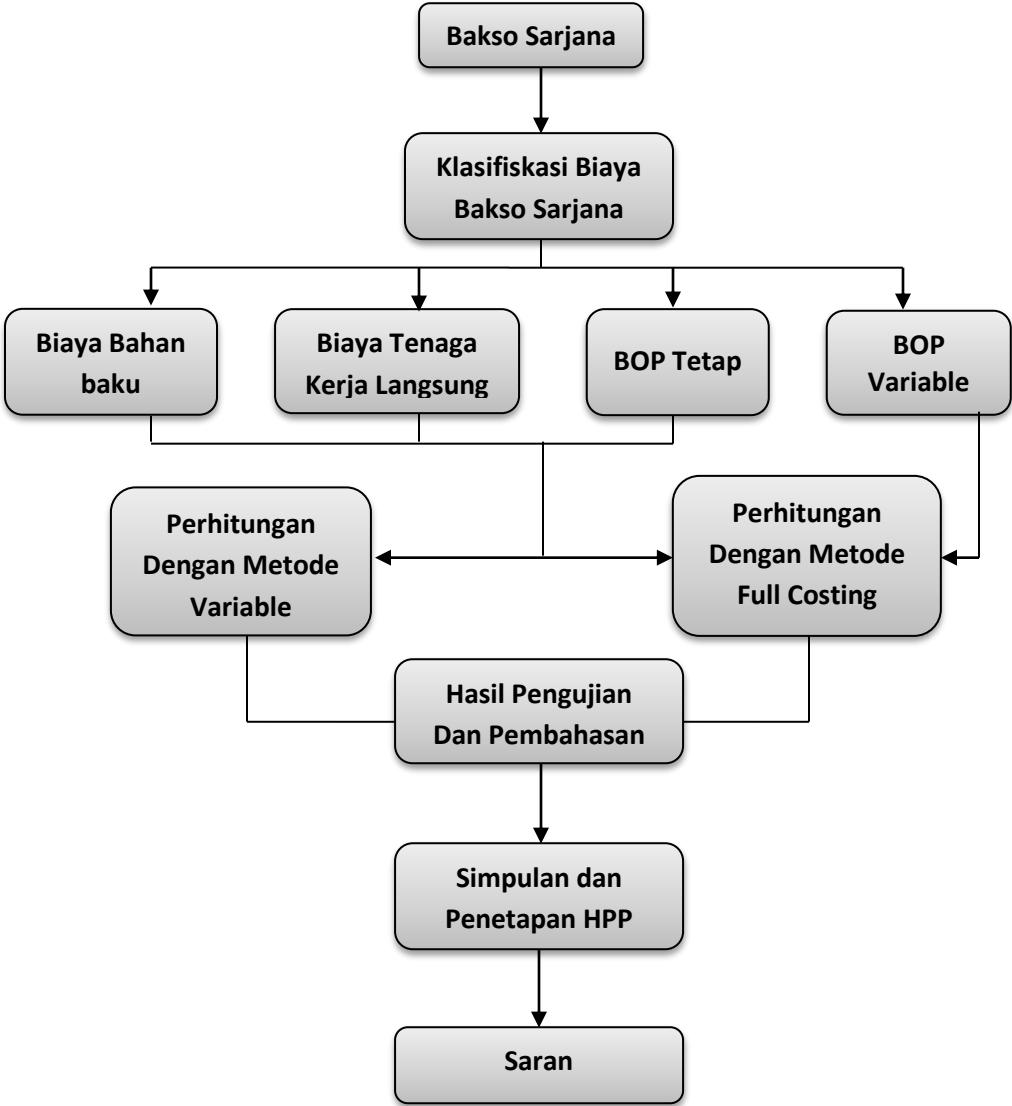 Bakso Sarjana
Klasifiskasi Biaya
Bakso Sarjana
Biaya Bahan
baku
Biaya Tenaga
Kerja Langsung
BOP Tetap
BOP
Variable
Perhitungan
Dengan Metode
Variable
Perhitungan
Dengan Metode
Full Costing
Hasil Pengujian
Dan Pembahasan
Simpulan dan
Penetapan HPP
Saran